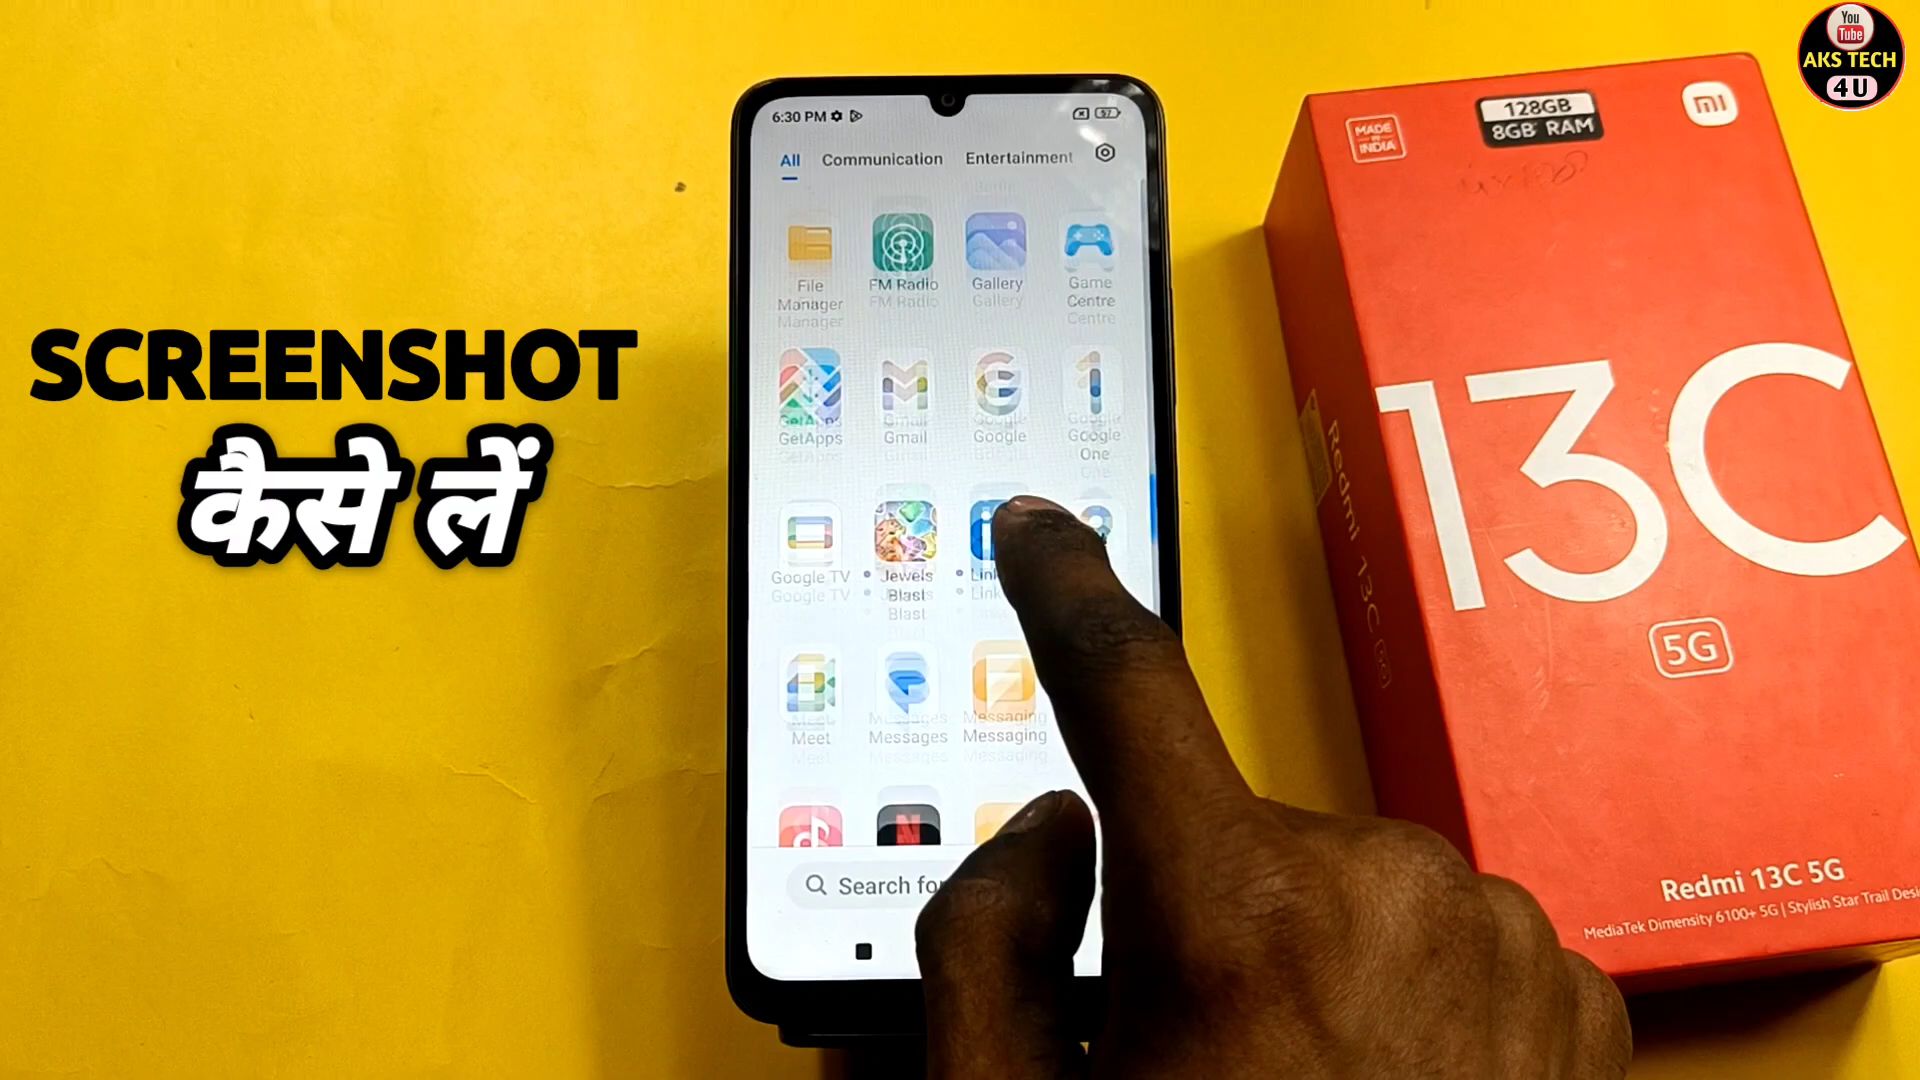 You
Tube
AKS TECH
4U
SCREENSHOT
कैसे लें
6:30 PM
57
All Communication Entertainment
File
Manager
FM Radio
Gallery
Game
Centre
GetApps
Gmail
Google
Google
One
Google TV
Jewels
Blast
Meet
Messages
Messaging
Search
MADE
IN
INDIA
128GB
8GB RAM
mi
13C
5G
Redmi 13C
Redmi 13C 5G
MediaTek Dimensity 6100+ 5G | Stylish Star Trail